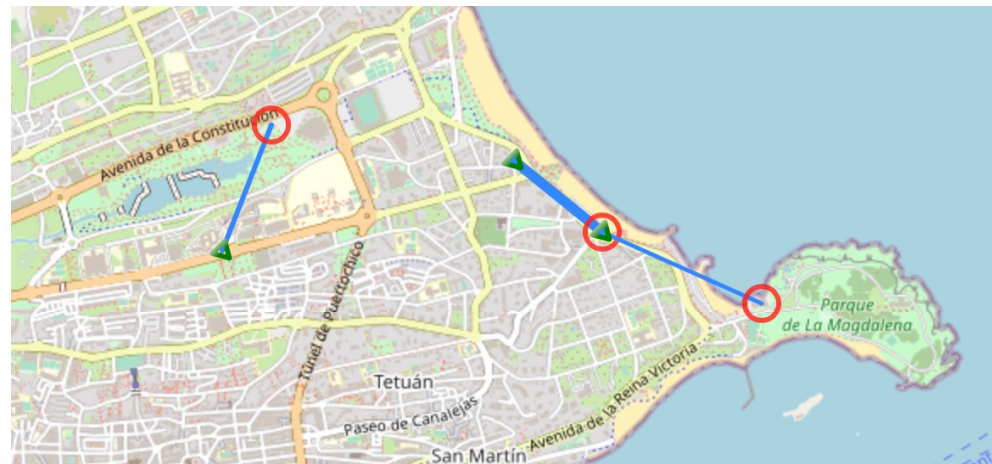 Avenida de la Constitución
Túnel de Puertochico
Parque
de La Magdalena
Tetuán
Avenida de la Reina Victoria
Paseo de Canalejas
San Martín